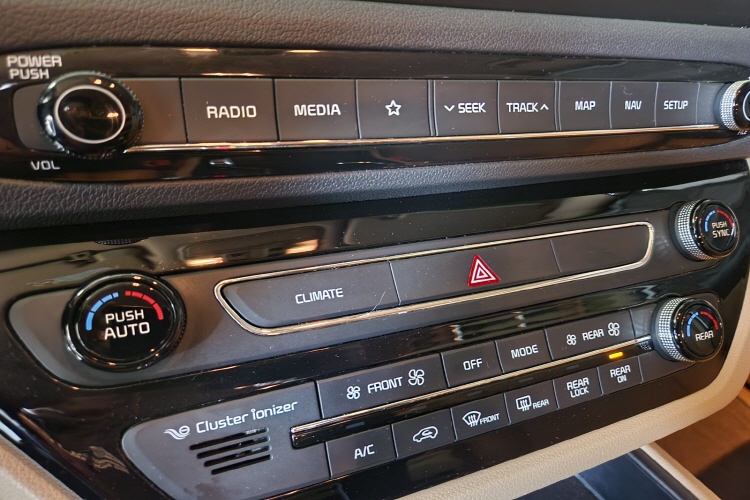 POWER
PUSH
VOL
RADIO
MEDIA
SEEK
TRACK
MAP
NAV
SETUP
PUSH
SYNC
CLIMATE
PUSH
AUTO
FRONT
OFF
MODE
REAR
REAR
Cluster ionizer
A/C
FRONT
REAR
REAR
LOCK
REAR
ON